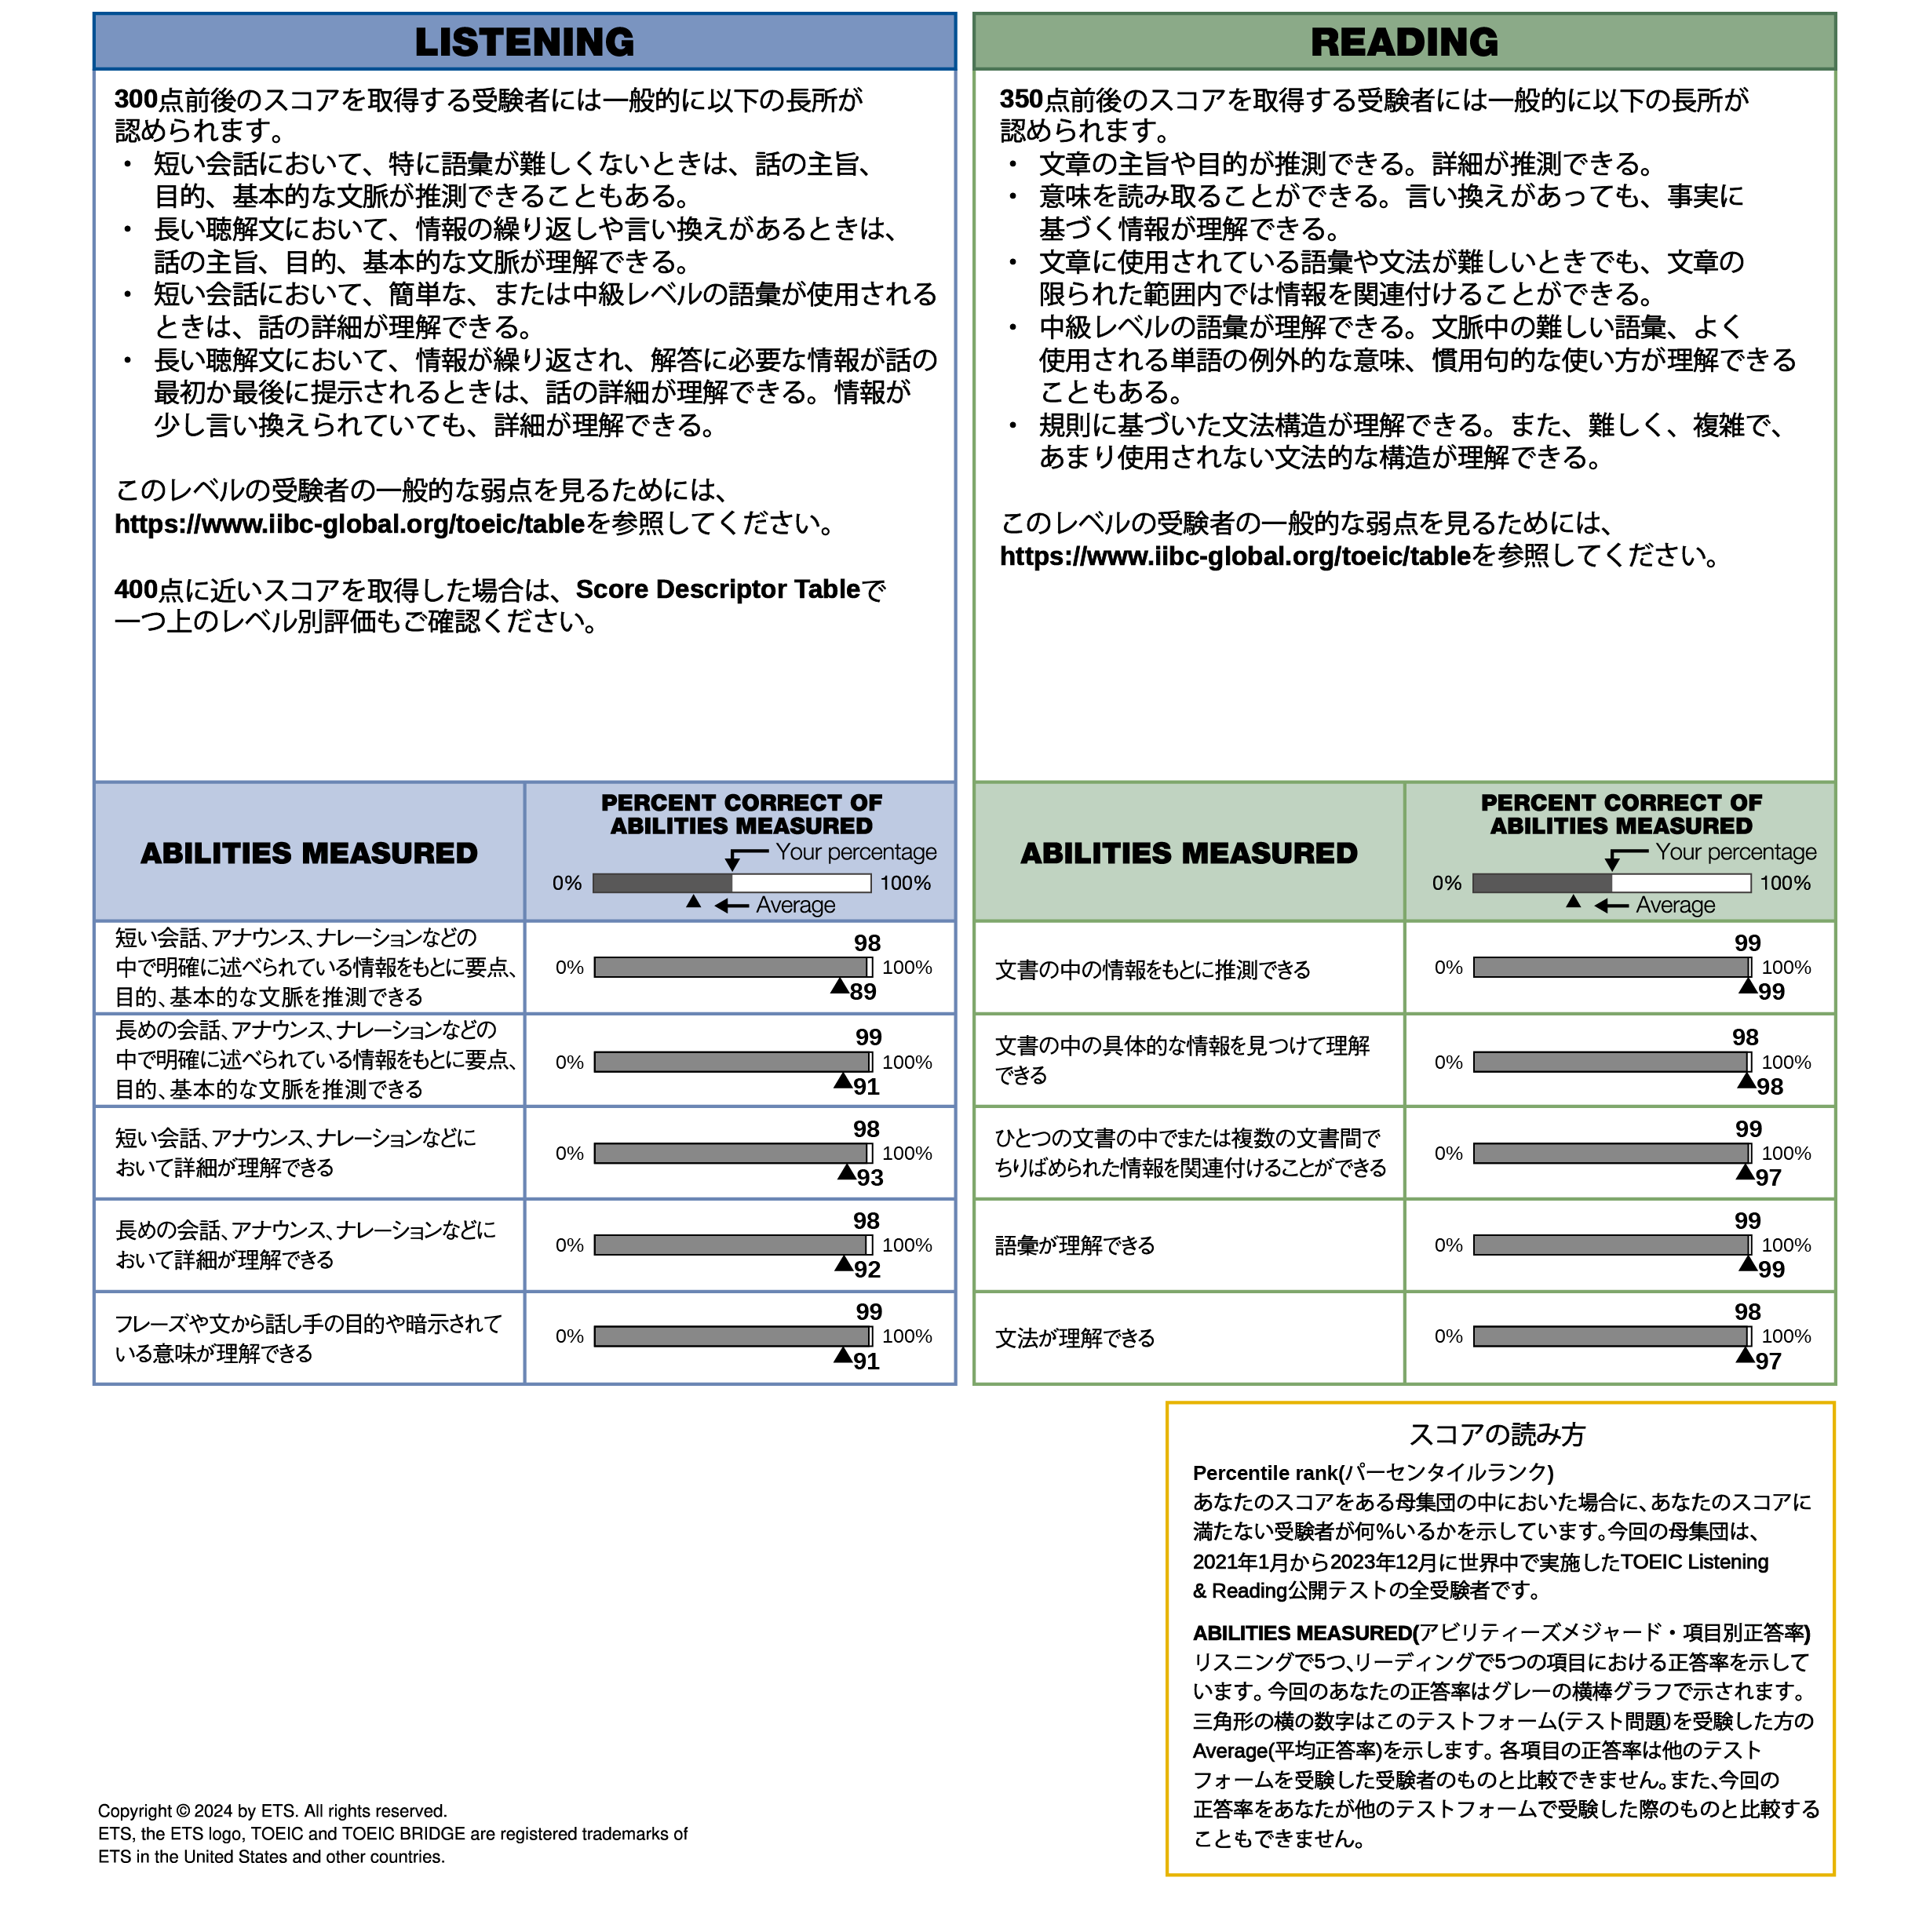 LISTENING
300点前後のスコアを取得する受験者には一般的に以下の長所が
認められます。
・ 短い会話において、特に語彙が難しくないときは、話の主旨、
目的、基本的な文脈が推測できることもある。
・ 長い聴解文において、情報の繰り返しや言い換えがあるときは、
話の主旨、目的、基本的な文脈が理解できる。
・ 短い会話において、簡単な、または中級レベルの語彙が使用される
ときは、話の詳細が理解できる。
・ 長い聴解文において、情報が繰り返され、解答に必要な情報が話の
最初か最後に提示されるときは、話の詳細が理解できる。情報が
少し言い換えられていても、詳細が理解できる。
このレベルの受験者の一般的な弱点を見るためには、
https://www.iibc-global.org/toeic/tableを参照してください。
400点に近いスコアを取得した場合は、Score Descriptor Tableで
一つ上のレベル別評価もご確認ください。
ABILITIES MEASURED
PERCENT CORRECT OF
ABILITIES MEASURED
Your percentage
0% 100%
Average
短い会話、アナウンス、ナレーションなどの
中で明確に述べられている情報をもとに要点、
目的、基本的な文脈を推測できる
98
0% 100%
89
長めの会話、アナウンス、ナレーションなどの
中で明確に述べられている情報をもとに要点、
目的、基本的な文脈を推測できる
99
0% 100%
91
短い会話、アナウンス、ナレーションなどに
おいて詳細が理解できる
98
0% 100%
93
長めの会話、アナウンス、ナレーションなどに
おいて詳細が理解できる
98
0% 100%
92
フレーズや文から話し手の目的や暗示されて
いる意味が理解できる
99
0% 100%
91
READING
350点前後のスコアを取得する受験者には一般的に以下の長所が
認められます。
・ 文章の主旨や目的が推測できる。詳細が推測できる。
・ 意味を読み取ることができる。言い換えがあっても、事実に
基づく情報が理解できる。
・ 文章に使用されている語彙や文法が難しいときでも、文章の
限られた範囲内では情報を関連付けることができる。
・ 中級レベルの語彙が理解できる。文脈中の難しい語彙、よく
使用される単語の例外的な意味、慣用句的な使い方が理解できる
こともある。
・ 規則に基づいた文法構造が理解できる。また、難しく、複雑で、
あまり使用されない文法的な構造が理解できる。
このレベルの受験者の一般的な弱点を見るためには、
https://www.iibc-global.org/toeic/tableを参照してください。
ABILITIES MEASURED
PERCENT CORRECT OF
ABILITIES MEASURED
Your percentage
0% 100%
Average
文書の中の情報をもとに推測できる
99
0% 100%
99
文書の中の具体的な情報を見つけて理解
できる
98
0% 100%
98
ひとつの文書の中でまたは複数の文書間で
ちりばめられた情報を関連付けることができる
99
0% 100%
97
語彙が理解できる
99
0% 100%
99
文法が理解できる
98
0% 100%
97
スコアの読み方
Percentile rank(パーセンタイルランク)
あなたのスコアをある母集団の中においた場合に、あなたのスコアに
満たない受験者が何％いるかを示しています。今回の母集団は、
2021年1月から2023年12月に世界中で実施したTOEIC Listening
& Reading公開テストの全受験者です。
ABILITIES MEASURED(アビリティーズメジャード・項目別正答率)
リスニングで5つ、リーディングで5つの項目における正答率を示して
います。今回のあなたの正答率はグレーの横棒グラフで示されます。
三角形の横の数字はこのテストフォーム(テスト問題)を受験した方の
Average(平均正答率)を示します。各項目の正答率は他のテスト
フォームを受験した受験者のものと比較できません。また、今回の
正答率をあなたが他のテストフォームで受験した際のものと比較する
こともできません。
Copyright © 2024 by ETS. All rights reserved.
ETS, the ETS logo, TOEIC and TOEIC BRIDGE are registered trademarks of
ETS in the United States and other countries.